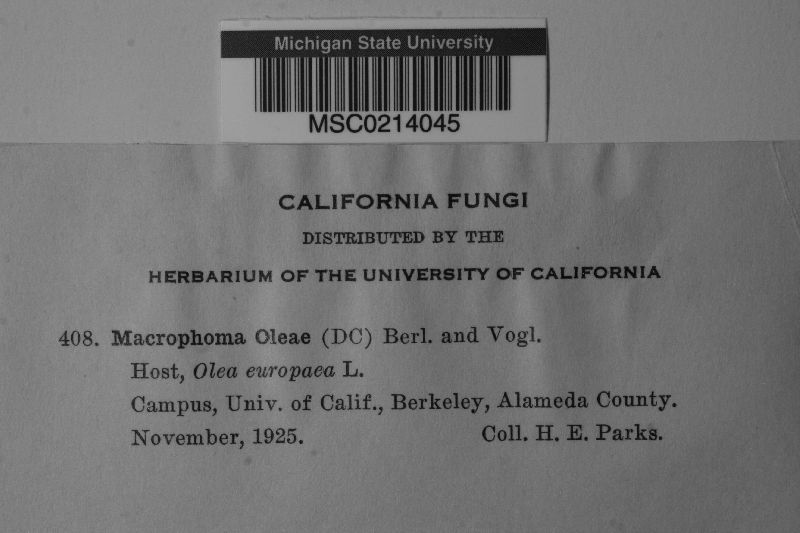 Michigan State University
MSC0214045
CALIFORNIA FUNGI
DISTRIBUTED BY THE
HERBARIUM OF THE UNIVERSITY OF CALIFORNIA
408. Macrophoma Oleae (DC) Berl. and Vogl.
Host, Olea europaea L.
Campus, Univ. of Calif., Berkeley, Alameda County.
November, 1925. Coll. H. E. Parks.